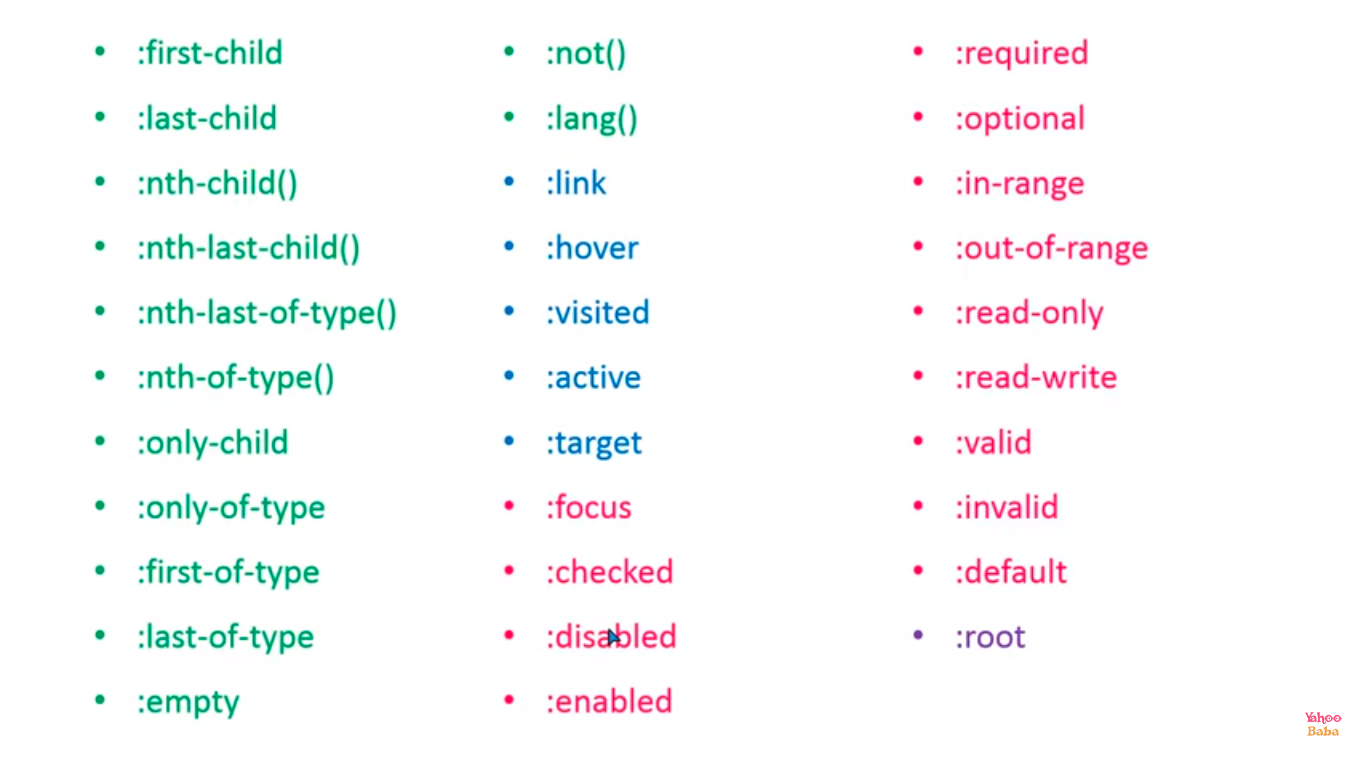 • :first-child
• :last-child
• :nth-child()
• :nth-last-child()
• :nth-last-of-type()
• :nth-of-type()
• :only-child
• :only-of-type
• :first-of-type
• :last-of-type
• :empty
• :not()
• :lang()
• :link
• :hover
• :visited
• :active
• :target
• :focus
• :checked
• :disabled
• :enabled
• :required
• :optional
• :in-range
• :out-of-range
• :read-only
• :read-write
• :valid
• :invalid
• :default
• :root
Yahoo
Baba